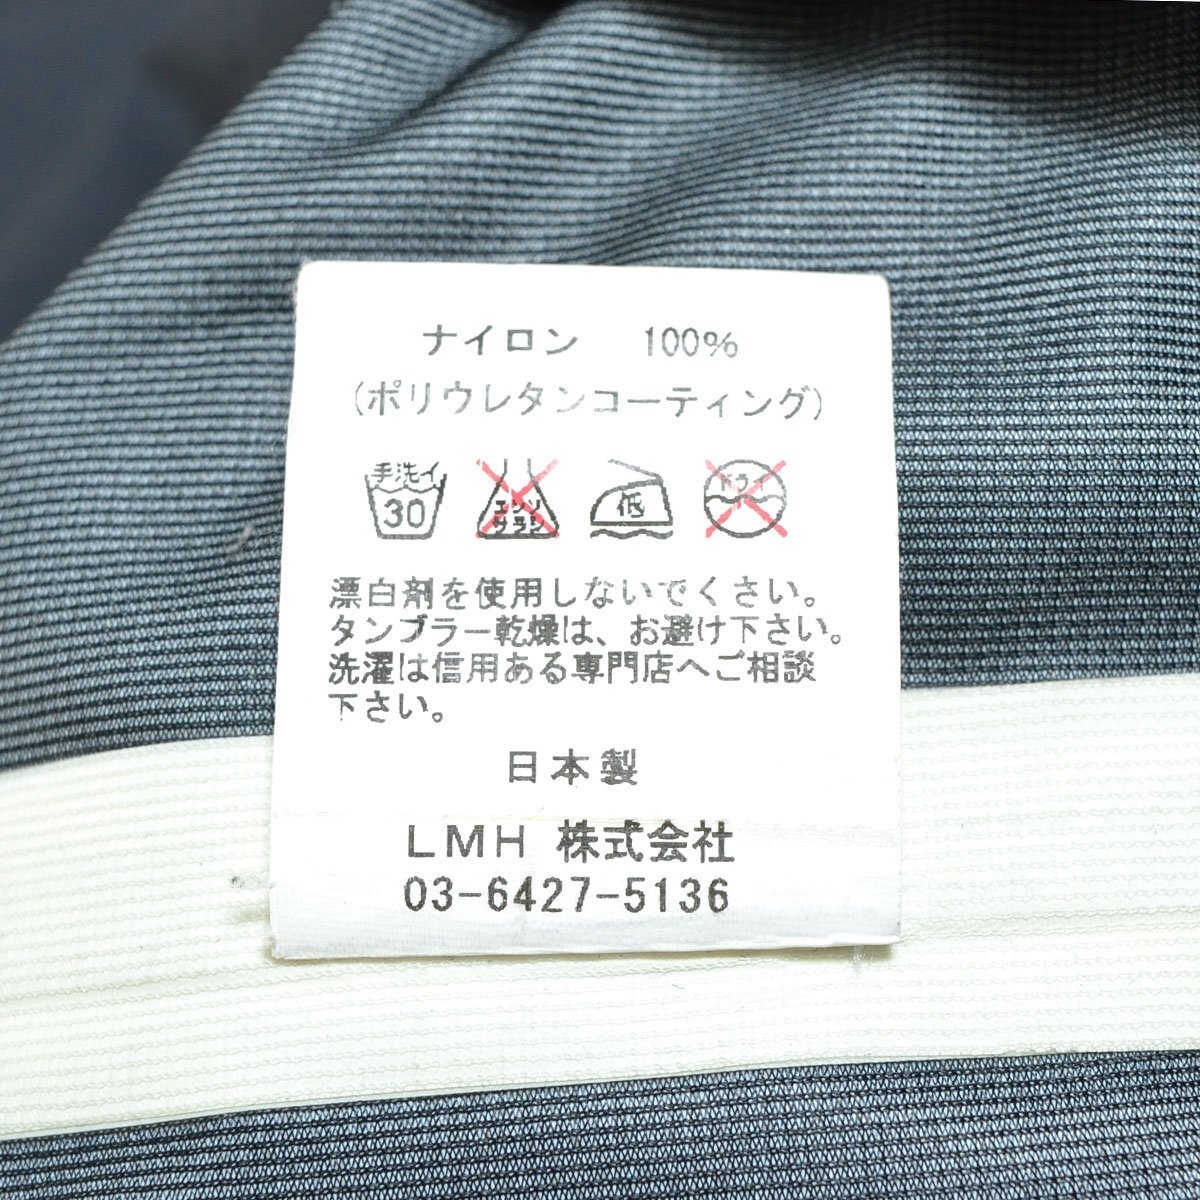 ナイロン 100%
(ポリウレタンコーティング)
手洗イ
30
エンソ
サラシ
低
ドライ
漂白剤を使用しないでください。
タンブラー乾燥は、お避け下さい。
洗濯は信用ある専門店へご相談
下さい。
日本製
LMH 株式会社
03-6427-5136